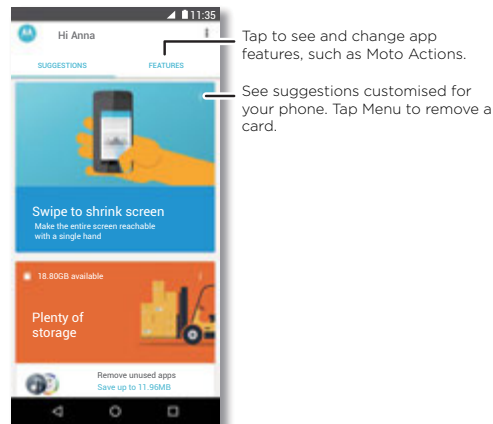 11:35
Hi Anna
SUGGESTIONS FEATURES
Swipe to shrink screen
Make the entire screen reachable
with a single hand
18.80GB available
Plenty of
storage
Remove unused apps
Save up to 11.96MB
Tap to see and change app
features, such as Moto Actions.
See suggestions customised for
your phone. Tap Menu to remove a
card.